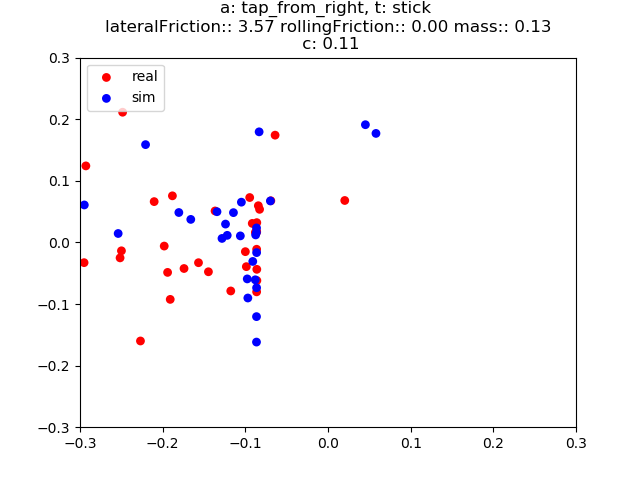 a: tap_from_right, t: stick
lateralFriction:: 3.57 rollingFriction:: 0.00 mass:: 0.13
c: 0.11
0.3
real
sim
0.2
0.1
0.0
−0.1
−0.2
−0.3
−0.3 −0.2 −0.1 0.0 0.1 0.2 0.3